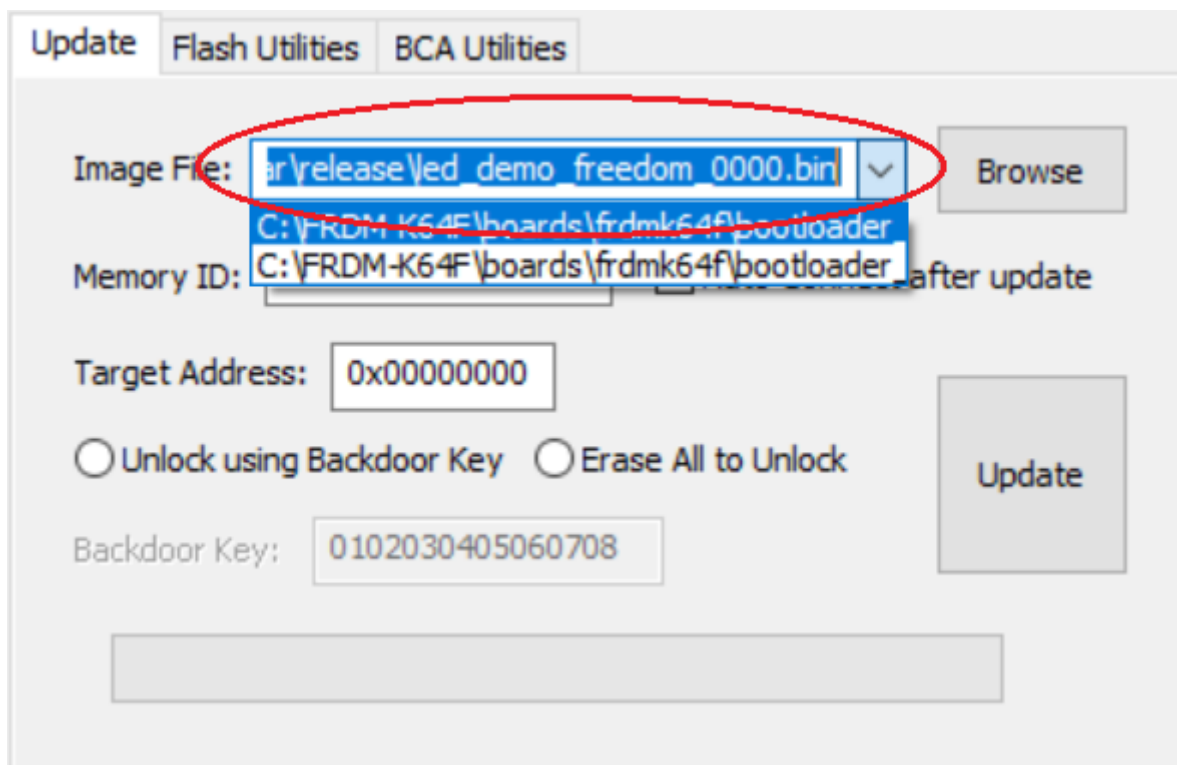 Update Flash Utilities BCA Utilities
Image File: ar\release\led_demo_freedom_0000.bin Browse
C:\FRDM-K64F\boards\frdmk64f\bootloader
C:\FRDM-K64F\boards\frdmk64f\bootloader
Memory ID: after update
Target Address: 0x00000000
Unlock using Backdoor Key Erase All to Unlock
Update
Backdoor Key: 0102030405060708